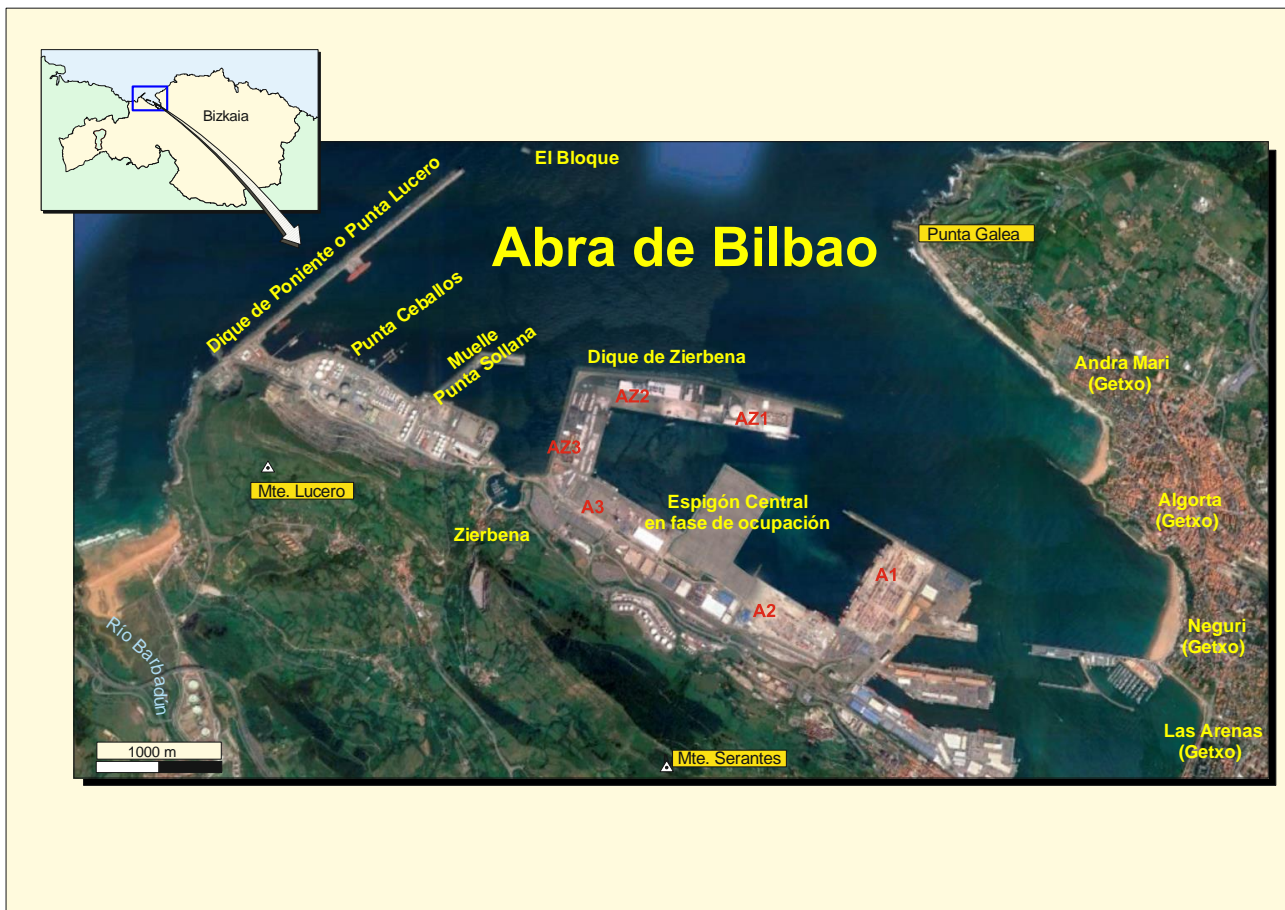 Bizkaia
El Bloque
Dique de Poniente o Punta Lucero
Abra de Bilbao
Punta Galea
Punta Ceballos
Muelle
Punta Sollana
Dique de Zierbena
Andra Mari
(Getxo)
AZ2
AZ1
AZ3
Mte. Lucero
A3
Espigón Central
en fase de ocupación
Algorta
(Getxo)
Zierbena
A1
A2
Río Barbadún
Neguri
(Getxo)
Las Arenas
(Getxo)
1000 m
Mte. Serantes